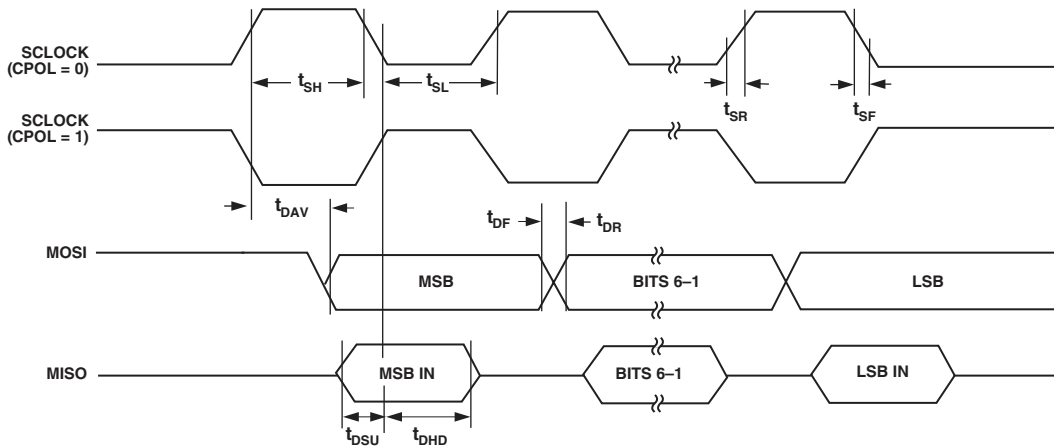 SCLOCK
(CPOL = 0)
tSH
tSL
tSR
tSF
SCLOCK
(CPOL = 1)
tDAV
tDF
tDR
MOSI
MSB
BITS 6–1
LSB
MISO
MSB IN
BITS 6–1
LSB IN
tDSU
tDHD